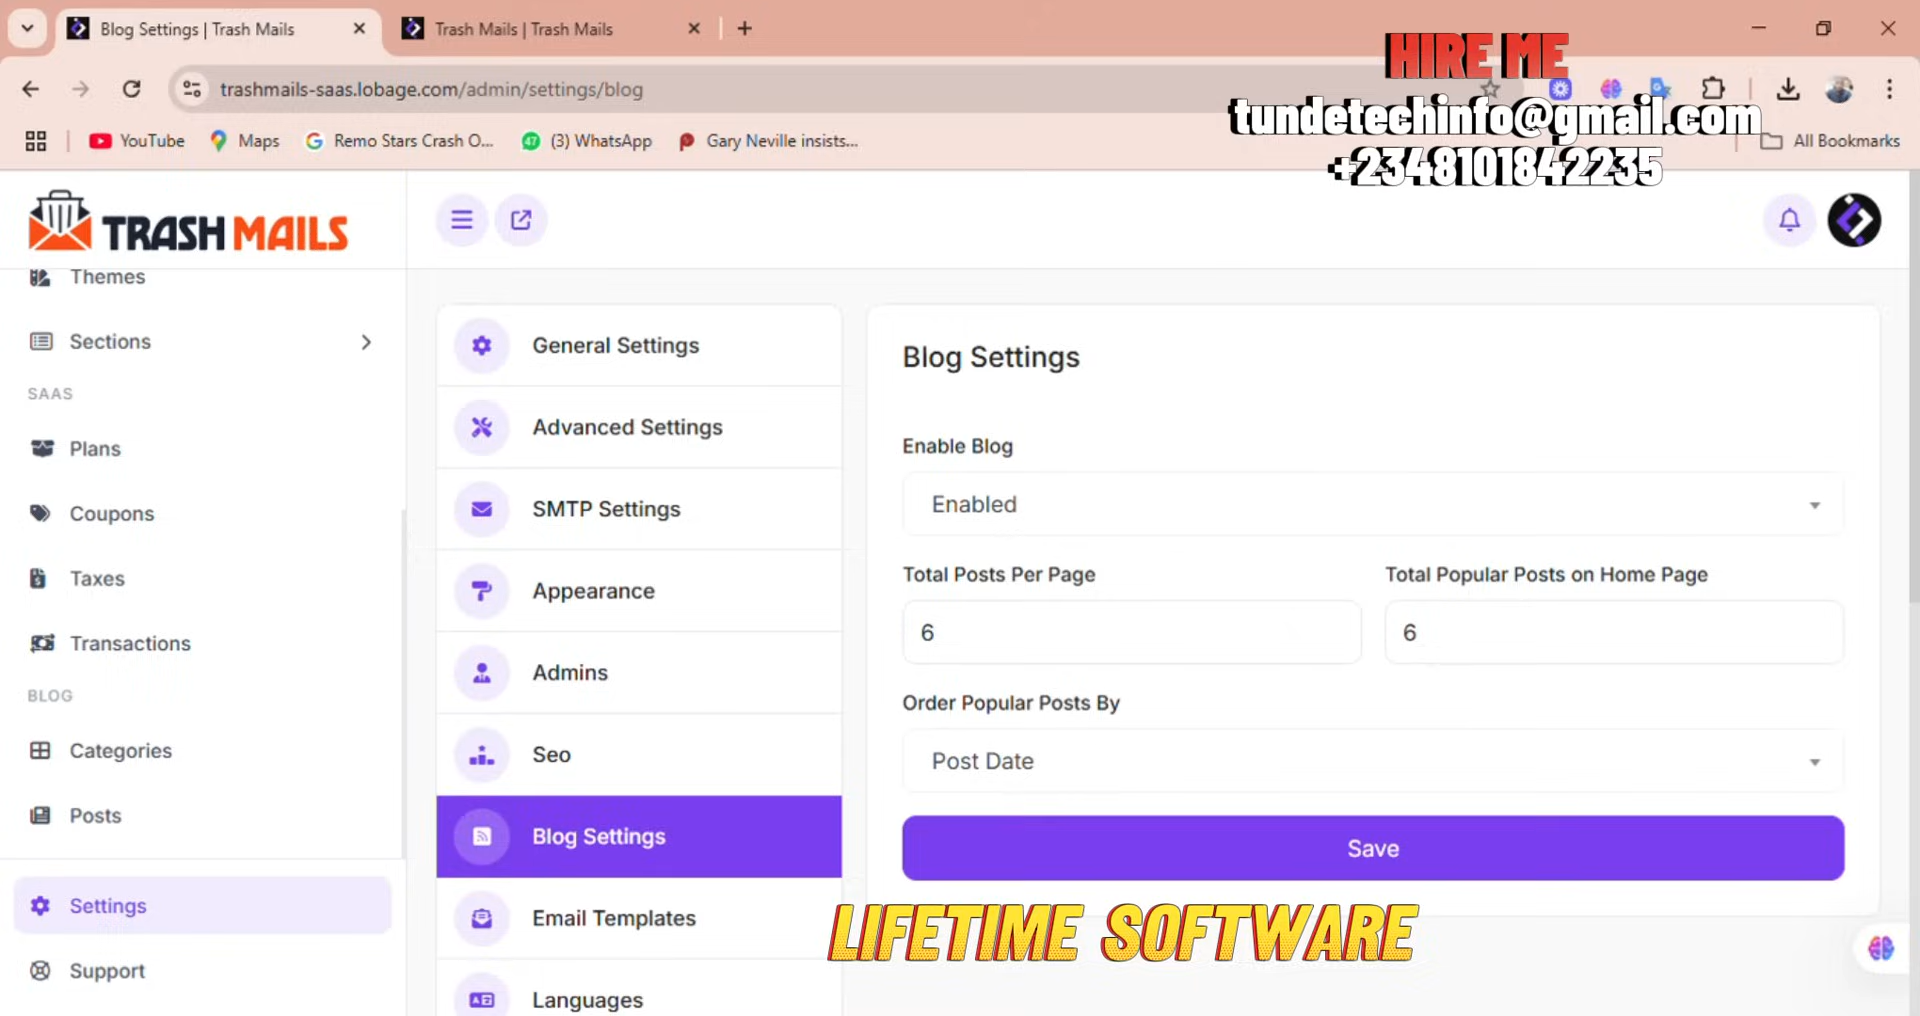 Blog Settings | Trash Mails
Trash Mails | Trash Mails
trashmails-saas.lobage.com/admin/settings/blog
HIRE ME
tundetechinfo@gmail.com
+2348101842235
YouTube
Maps
Remo Stars Crash O...
47
(3) WhatsApp
Gary Neville insists...
All Bookmarks
TRASH MAILS
Themes
Sections
SAAS
Plans
Coupons
Taxes
Transactions
BLOG
Categories
Posts
Settings
Support
General Settings
Advanced Settings
SMTP Settings
Appearance
Admins
Seo
Blog Settings
Email Templates
Languages
Blog Settings
Enable Blog
Enabled
Total Posts Per Page
Total Popular Posts on Home Page
6
6
Order Popular Posts By
Post Date
Save
LIFETIME SOFTWARE